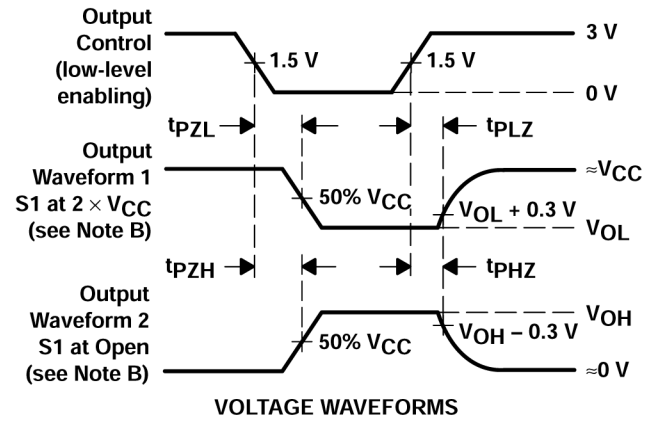 Output
Control
(low-level
enabling)
1.5 V
1.5 V
3 V
0 V
tPZL
tPLZ
Output
Waveform 1
S1 at 2 × VCC
(see Note B)
50% VCC
≈VCC
VOL + 0.3 V
VOL
tPZH
tPHZ
Output
Waveform 2
S1 at Open
(see Note B)
50% VCC
VOH
VOH – 0.3 V
≈0 V
VOLTAGE WAVEFORMS